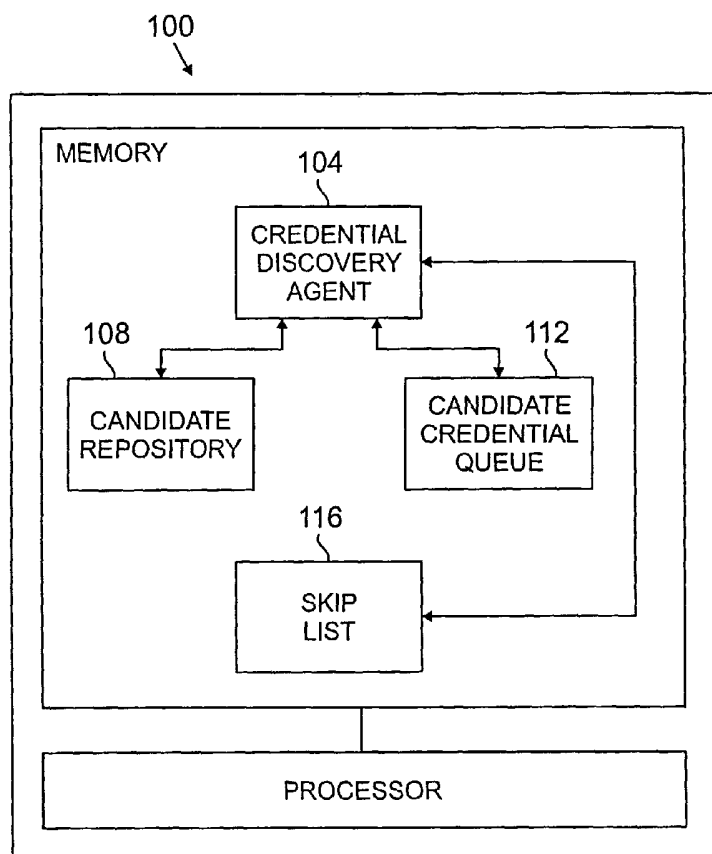 100
MEMORY
104
CREDENTIAL
DISCOVERY
AGENT
108
CANDIDATE
REPOSITORY
112
CANDIDATE
CREDENTIAL
QUEUE
116
SKIP
LIST
PROCESSOR